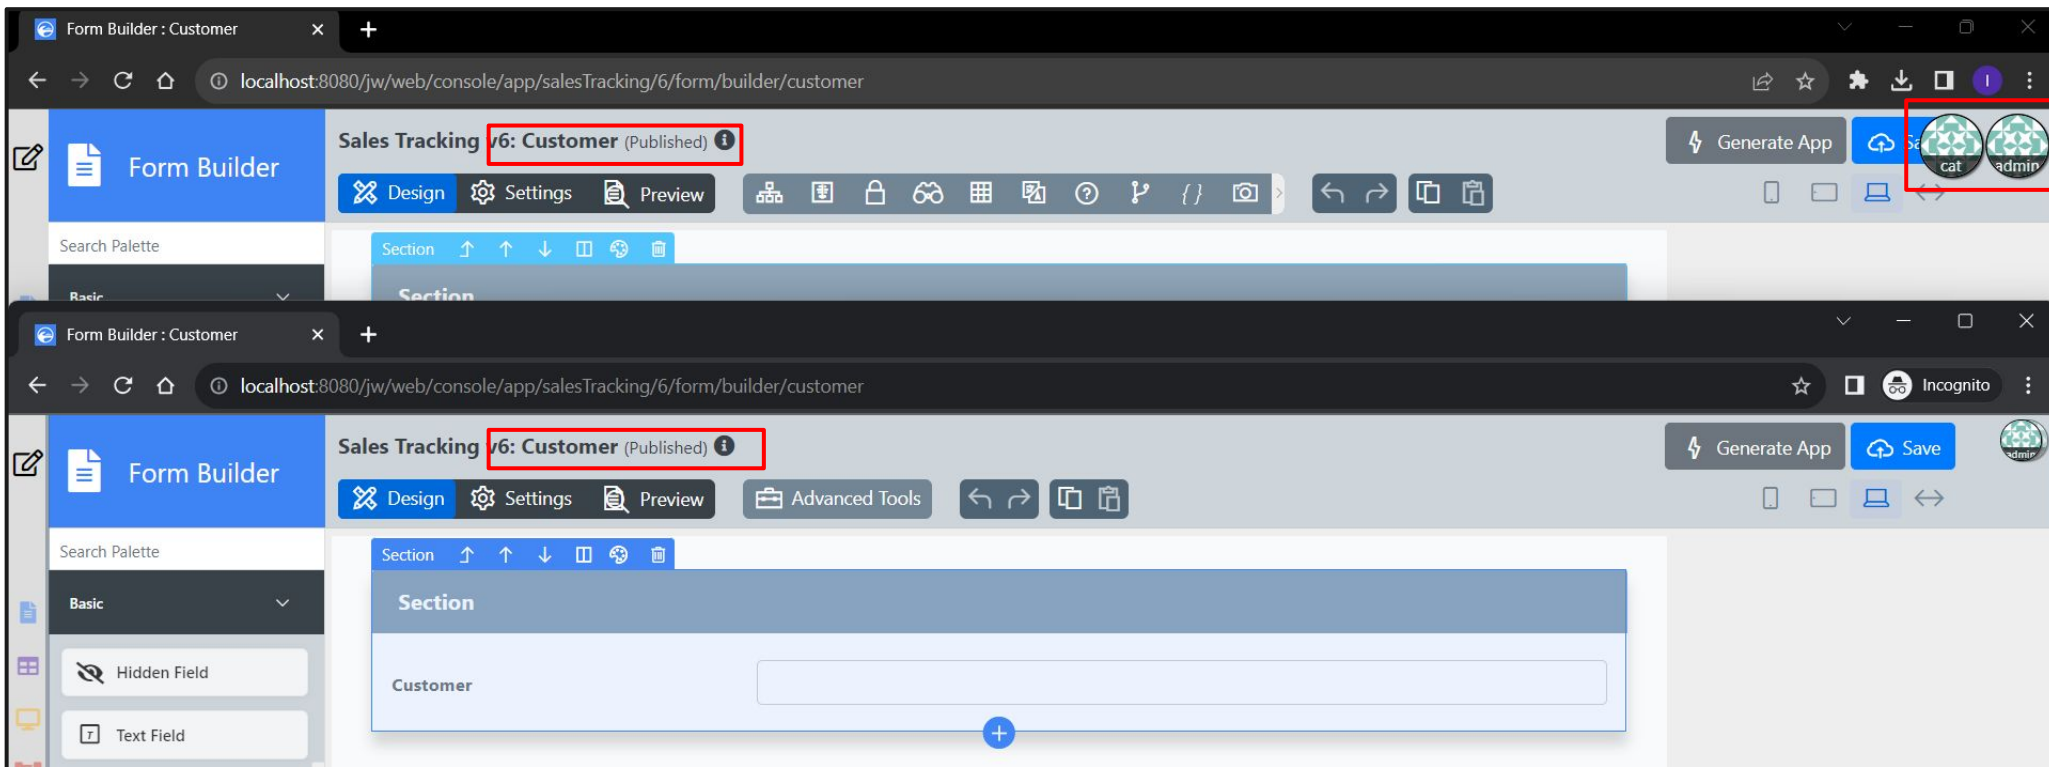 Form Builder : Customer
localhost:8080/jw/web/console/app/salesTracking/6/form/builder/customer
I
Form Builder
Sales Tracking v6: Customer (Published)
Generate App
cat
admin
Design Settings Preview
{}
Search Palette
Section
Basic
Section
Form Builder : Customer
localhost:8080/jw/web/console/app/salesTracking/6/form/builder/customer
Incognito
Form Builder
Sales Tracking v6: Customer (Published)
Generate App
Save
admin
Design Settings Preview
Advanced Tools
Search Palette
Section
Basic
Section
Hidden Field
Customer
Text Field